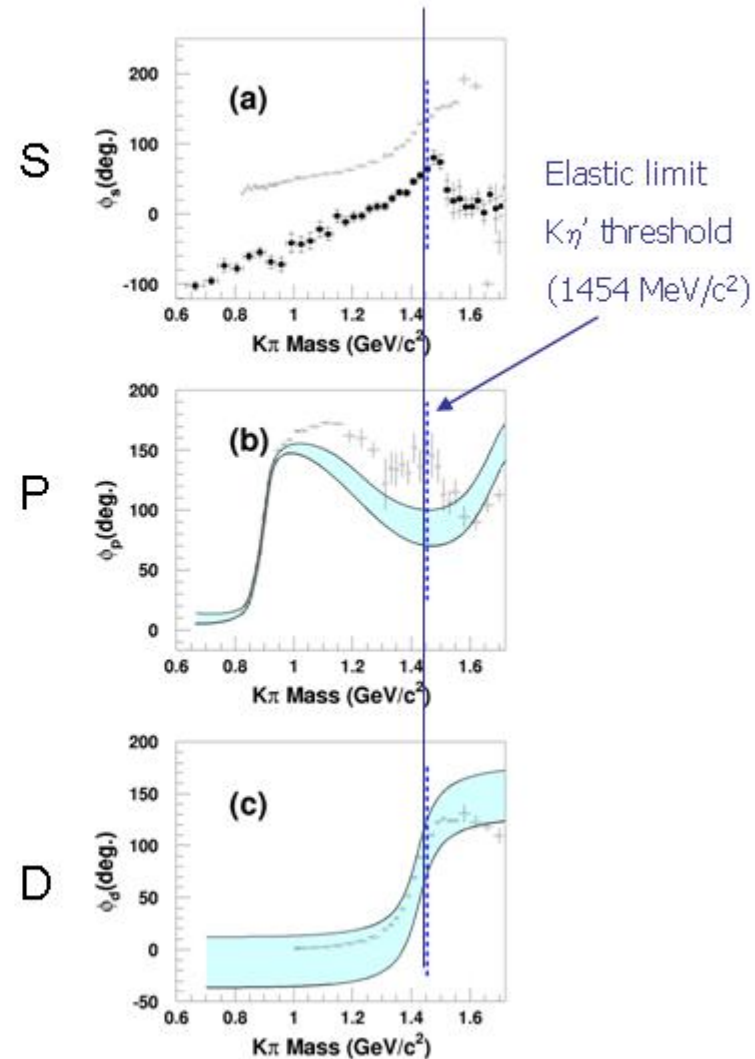 S
200
100
0
-100
ϕs(deg.)
(a)
0.6 0.8 1 1.2 1.4 1.6
Kπ Mass (GeV/c²)
Elastic limit
Kη′ threshold
(1454 MeV/c²)
P
200
150
100
50
0
ϕp(deg.)
(b)
0.6 0.8 1 1.2 1.4 1.6
Kπ Mass (GeV/c²)
D
200
150
100
50
0
-50
ϕd(deg.)
(c)
0.6 0.8 1 1.2 1.4 1.6
Kπ Mass (GeV/c²)